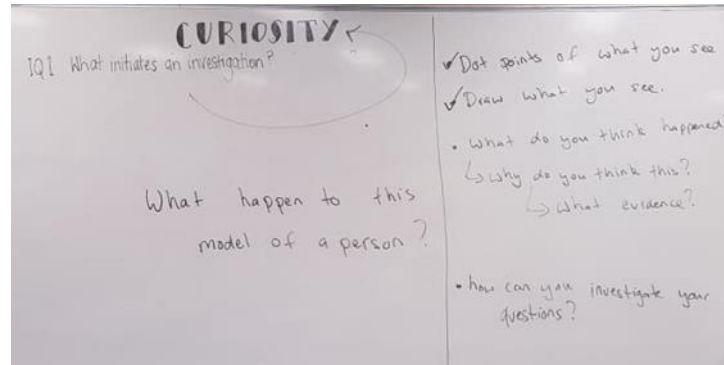 CURIOSITY
IQ1 What initiates an investigation?
What happen to this
model of a person?
✓Dot points of what you see
✓Draw what you see.
• What do you think happened?
↳ Why do you think this?
↳ What evidence?
• how can you investigate your
questions?